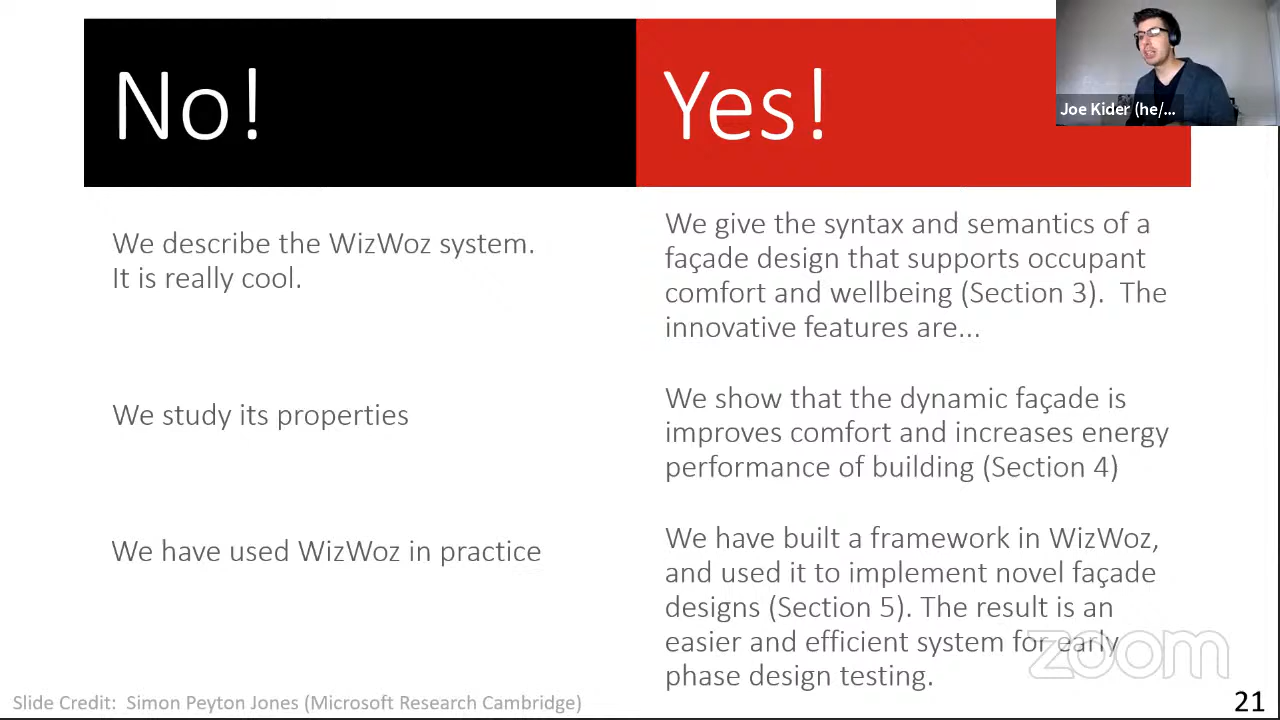 No!
Yes!
Joe Kider (he/...
We describe the WizWoz system.
It is really cool.
We give the syntax and semantics of a
façade design that supports occupant
comfort and wellbeing (Section 3).  The
innovative features are...
We study its properties
We show that the dynamic façade is
improves comfort and increases energy
performance of building (Section 4)
We have used WizWoz in practice
We have built a framework in WizWoz,
and used it to implement novel façade
designs (Section 5). The result is an
easier and efficient system for early
phase design testing.
zoom
Slide Credit:  Simon Peyton Jones (Microsoft Research Cambridge)
21